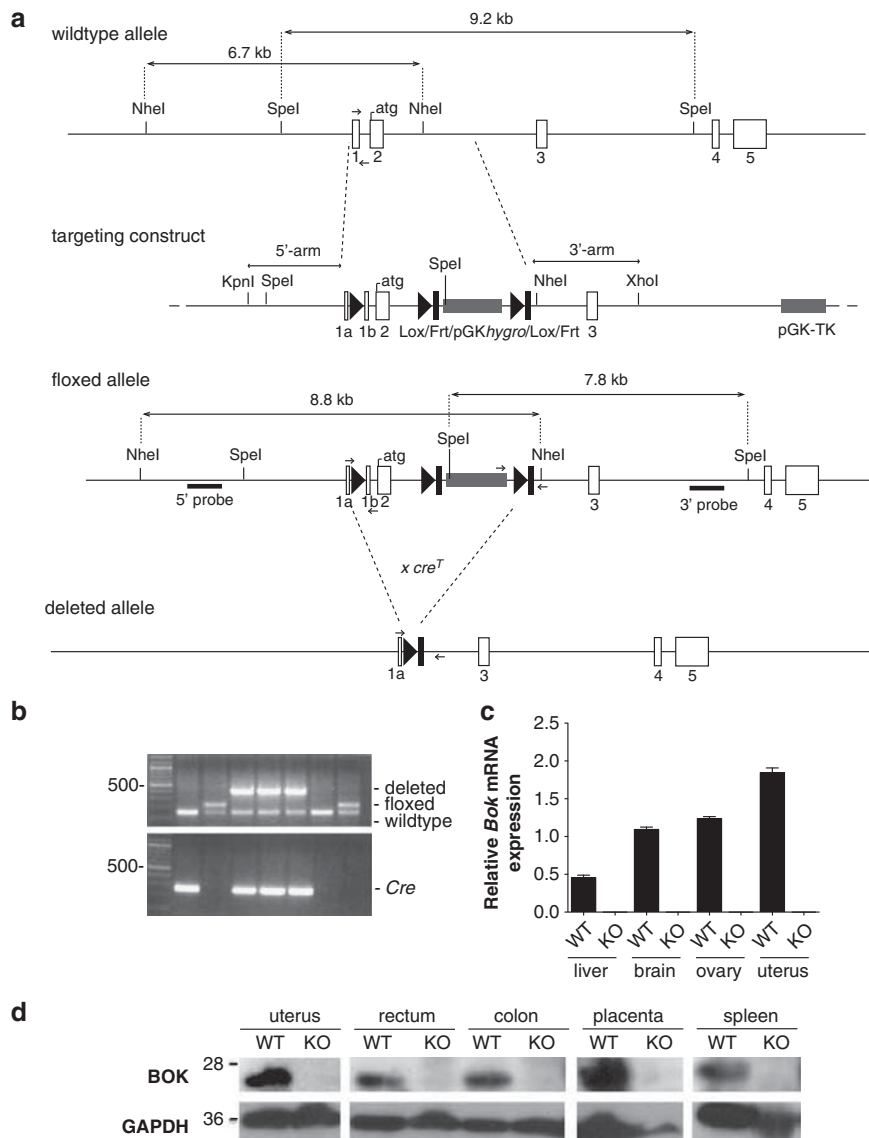 a
wildtype allele
9.2 kb
6.7 kb
NheI
SpeI
atg
NheI
SpeI
1
2
3
4
5
targeting construct
5'-arm
3'-arm
KpnI
SpeI
atg
SpeI
NheI
XhoI
1a
1b
2
Lox/Frt/pGKhygro/Lox/Frt
3
pGK-TK
floxed allele
8.8 kb
7.8 kb
NheI
SpeI
atg
SpeI
NheI
SpeI
5' probe
1a
1b
2
3
3' probe
4
5
x creT
deleted allele
1a
3
4
5
b
500-
- deleted
- floxed
- wildtype
500-
- Cre
c
Relative Bok mRNA
expression
2.5
2.0
1.5
1.0
0.5
0.0
WT KO WT KO WT KO WT KO
liver brain ovary uterus
d
uterus rectum colon placenta spleen
WT KO WT KO WT KO WT KO WT KO
BOK 28
GAPDH 36